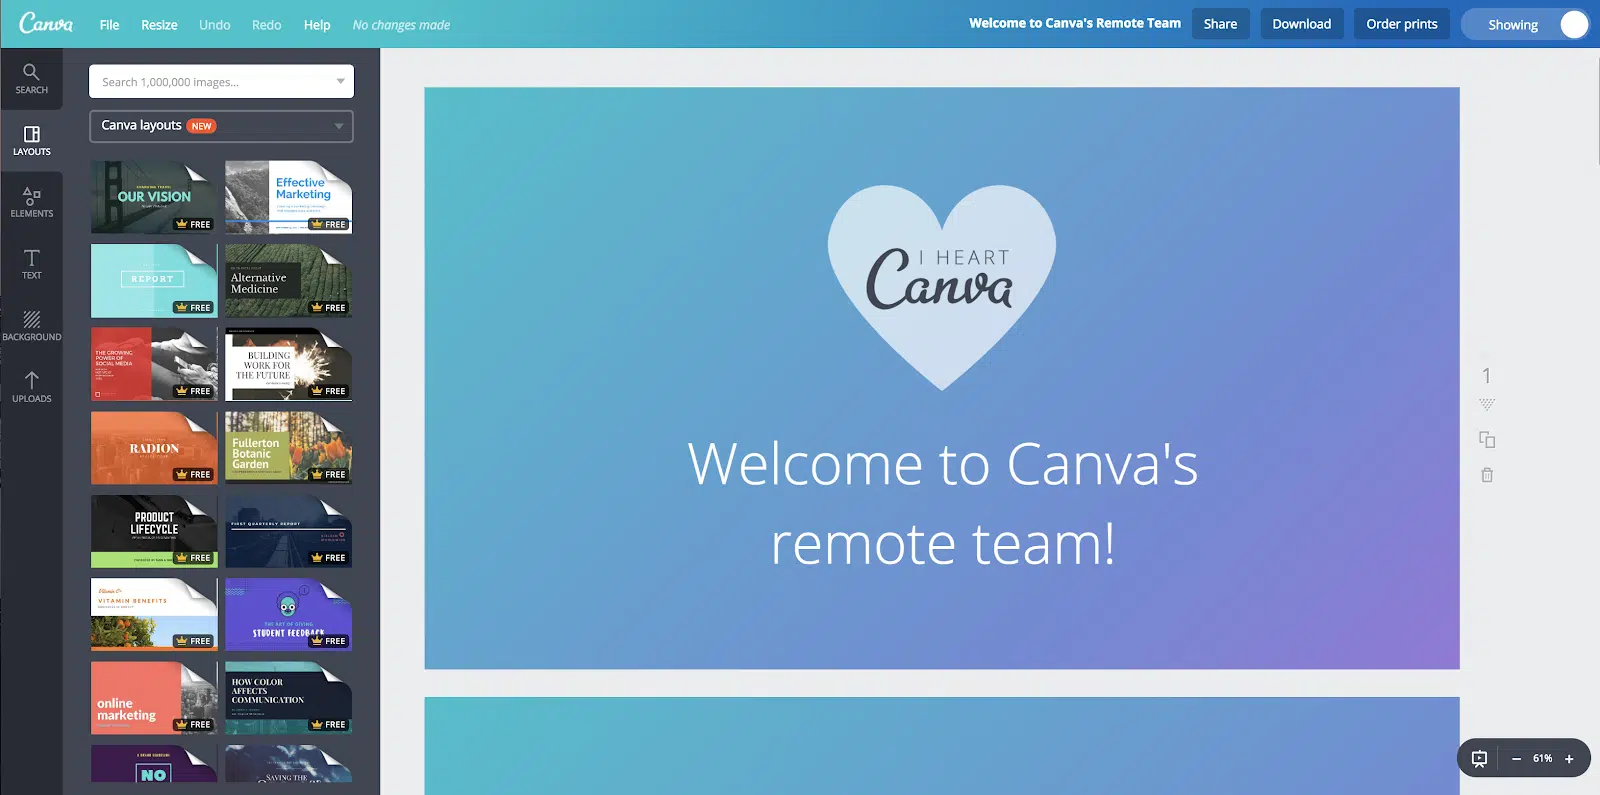 Canva File Resize Undo Redo Help No changes made Welcome to Canva's Remote Team Share Download Order prints Showing
SEARCH
LAYOUTS
ELEMENTS
TEXT
BACKGROUND
UPLOADS
Search 1,000,000 images...
Canva layouts NEW
OUR VISION
FREE
Effective
Marketing
FREE
REPORT
FREE
Alternative
Medicine
FREE
THE GROWING
POWER OF
SOCIAL MEDIA
FREE
BUILDING
WORK FOR
THE FUTURE
FREE
RADION
FREE
Fullerton
Botanic
Garden
FREE
PRODUCT
LIFECYCLE
FREE
FIRST QUARTERLY REPORT
FREE
VITAMIN BENEFITS
FREE
THE ART OF GIVING
STUDENT FEEDBACK
FREE
online
marketing
FREE
HOW COLOR
AFFECTS
COMMUNICATION
FREE
NO
SAVING THE
I HEART
Canva
Welcome to Canva's
remote team!
1
61%